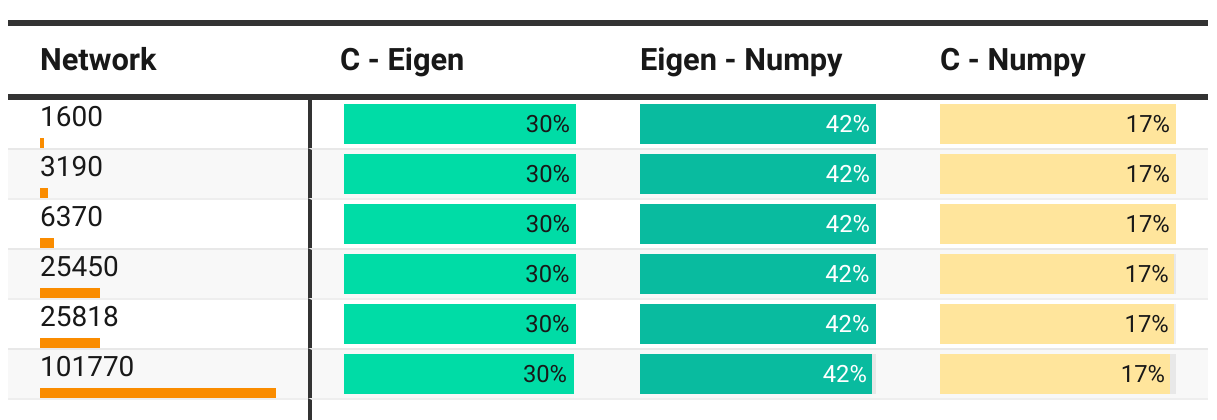 Network C - Eigen Eigen - Numpy C - Numpy
1600 30% 42% 17%
3190 30% 42% 17%
6370 30% 42% 17%
25450 30% 42% 17%
25818 30% 42% 17%
101770 30% 42% 17%